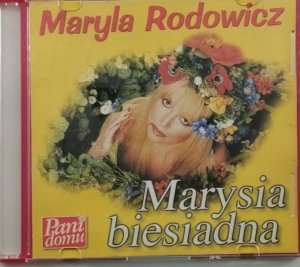 Maryla Rodowicz
Marysia
biesiadna
Pani
domu